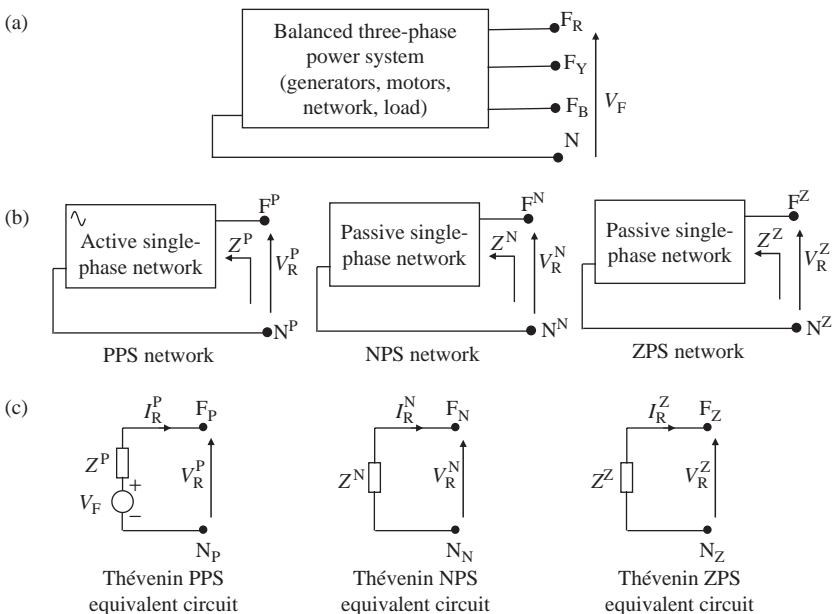 (a)
Balanced three-phase
power system
(generators, motors,
network, load)
F_R
F_Y
F_B
N
V_F
(b)
Active single-
phase network
F^P
Z^P
V_R^P
N^P
PPS network
Passive single-
phase network
F^N
Z^N
V_R^N
N^N
NPS network
Passive single-
phase network
F^Z
Z^Z
V_R^Z
N^Z
ZPS network
(c)
I_R^P
F_P
Z^P
+
V_F
−
V_R^P
N_P
Thévenin PPS
equivalent circuit
I_R^N
F_N
Z^N
V_R^N
N_N
Thévenin NPS
equivalent circuit
I_R^Z
F_Z
Z^Z
V_R^Z
N_Z
Thévenin ZPS
equivalent circuit